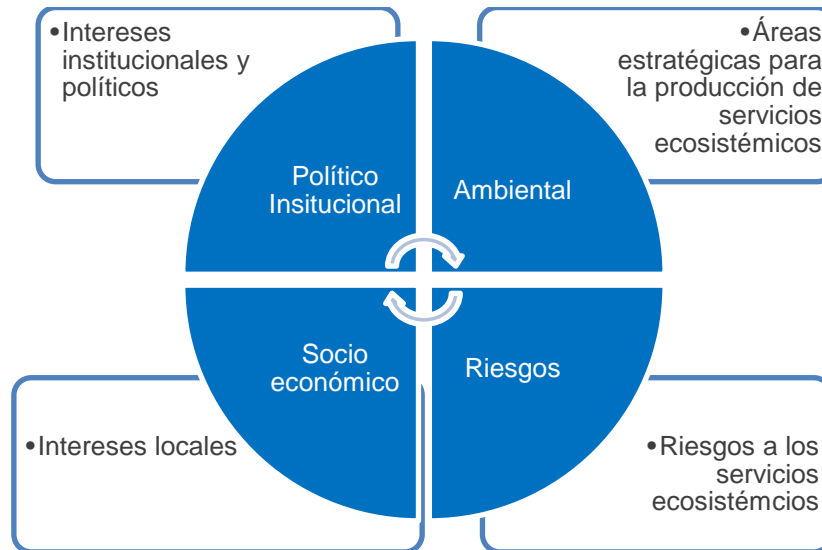 •Intereses
institucionales y
políticos
•Áreas
estratégicas para
la producción de
servicios
ecosistémicos
Político
Insitucional
Ambiental
Socio
económico
Riesgos
•Intereses locales
•Riesgos a los
servicios
ecosistémcios